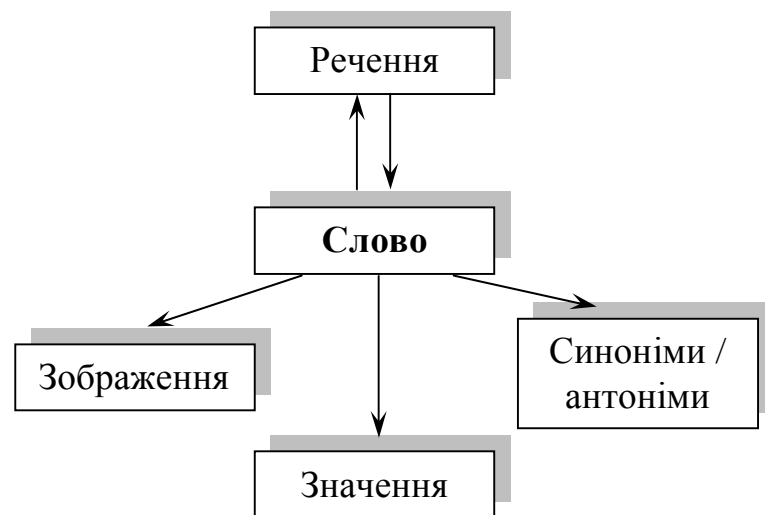 Речення
Слово
Зображення
Синоніми /
антоніми
Значення